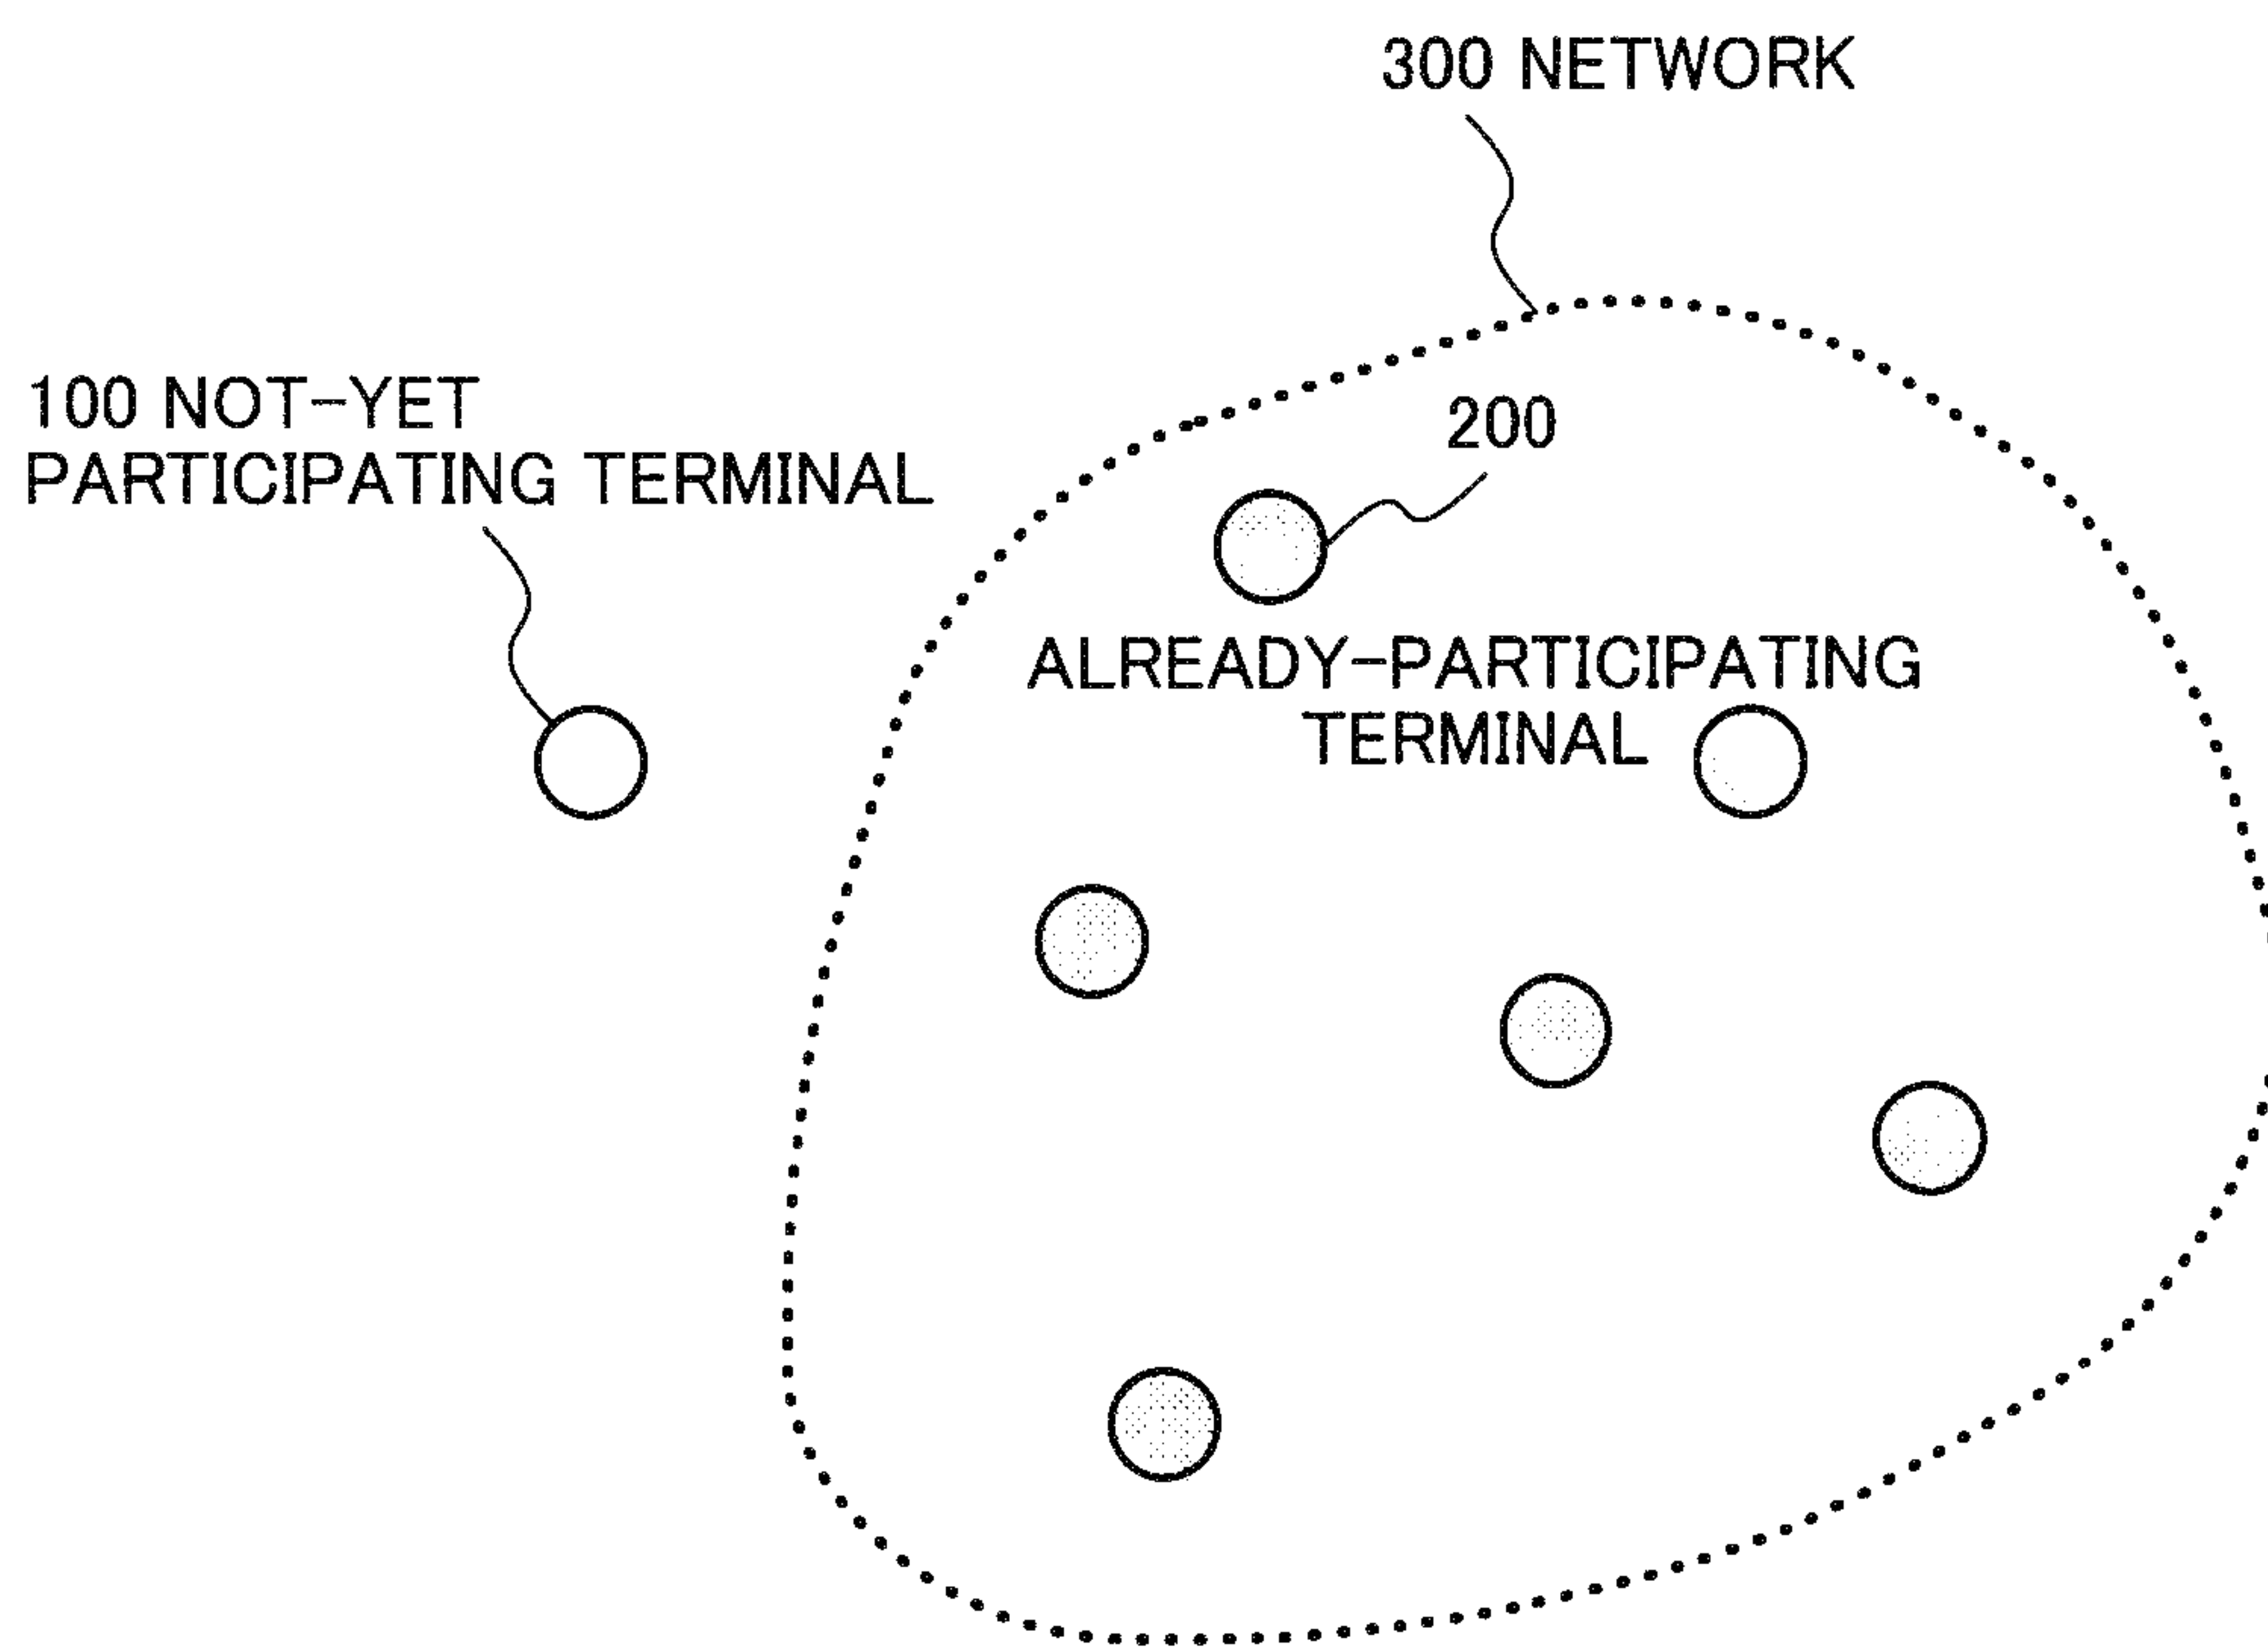 300 NETWORK
100 NOT-YET
PARTICIPATING TERMINAL
200
ALREADY-PARTICIPATING
TERMINAL